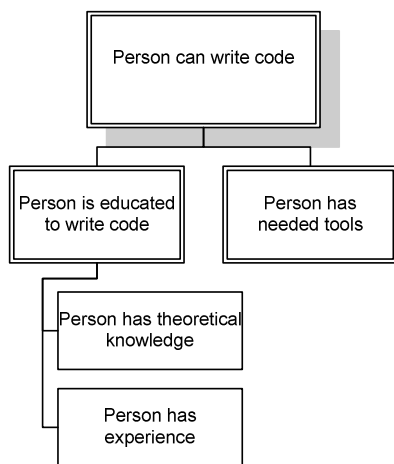 Person can write code
Person is educated
to write code
Person has
needed tools
Person has theoretical
knowledge
Person has
experience